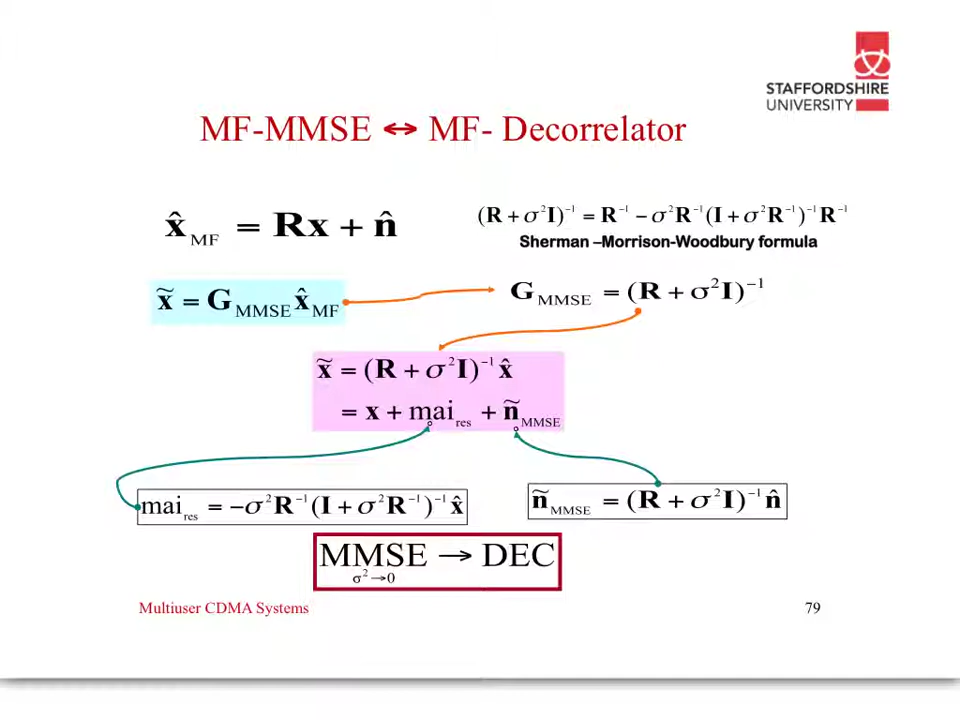 STAFFORDSHIRE
UNIVERSITY
MF-MMSE ↔ MF- Decorrelator
x̂_MF = Rx + n̂
(R + σ²I)⁻¹ = R⁻¹ − σ²R⁻¹(I + σ²R⁻¹)⁻¹R⁻¹
Sherman –Morrison-Woodbury formula
x̃ = G_MMSE x̂_MF
G_MMSE = (R + σ²I)⁻¹
x̃ = (R + σ²I)⁻¹ x̂
= x + mai_res + ñ_MMSE
mai_res = −σ²R⁻¹(I + σ²R⁻¹)⁻¹x̂
ñ_MMSE = (R + σ²I)⁻¹n̂
MMSE → DEC
σ²→0
Multiuser CDMA Systems
79